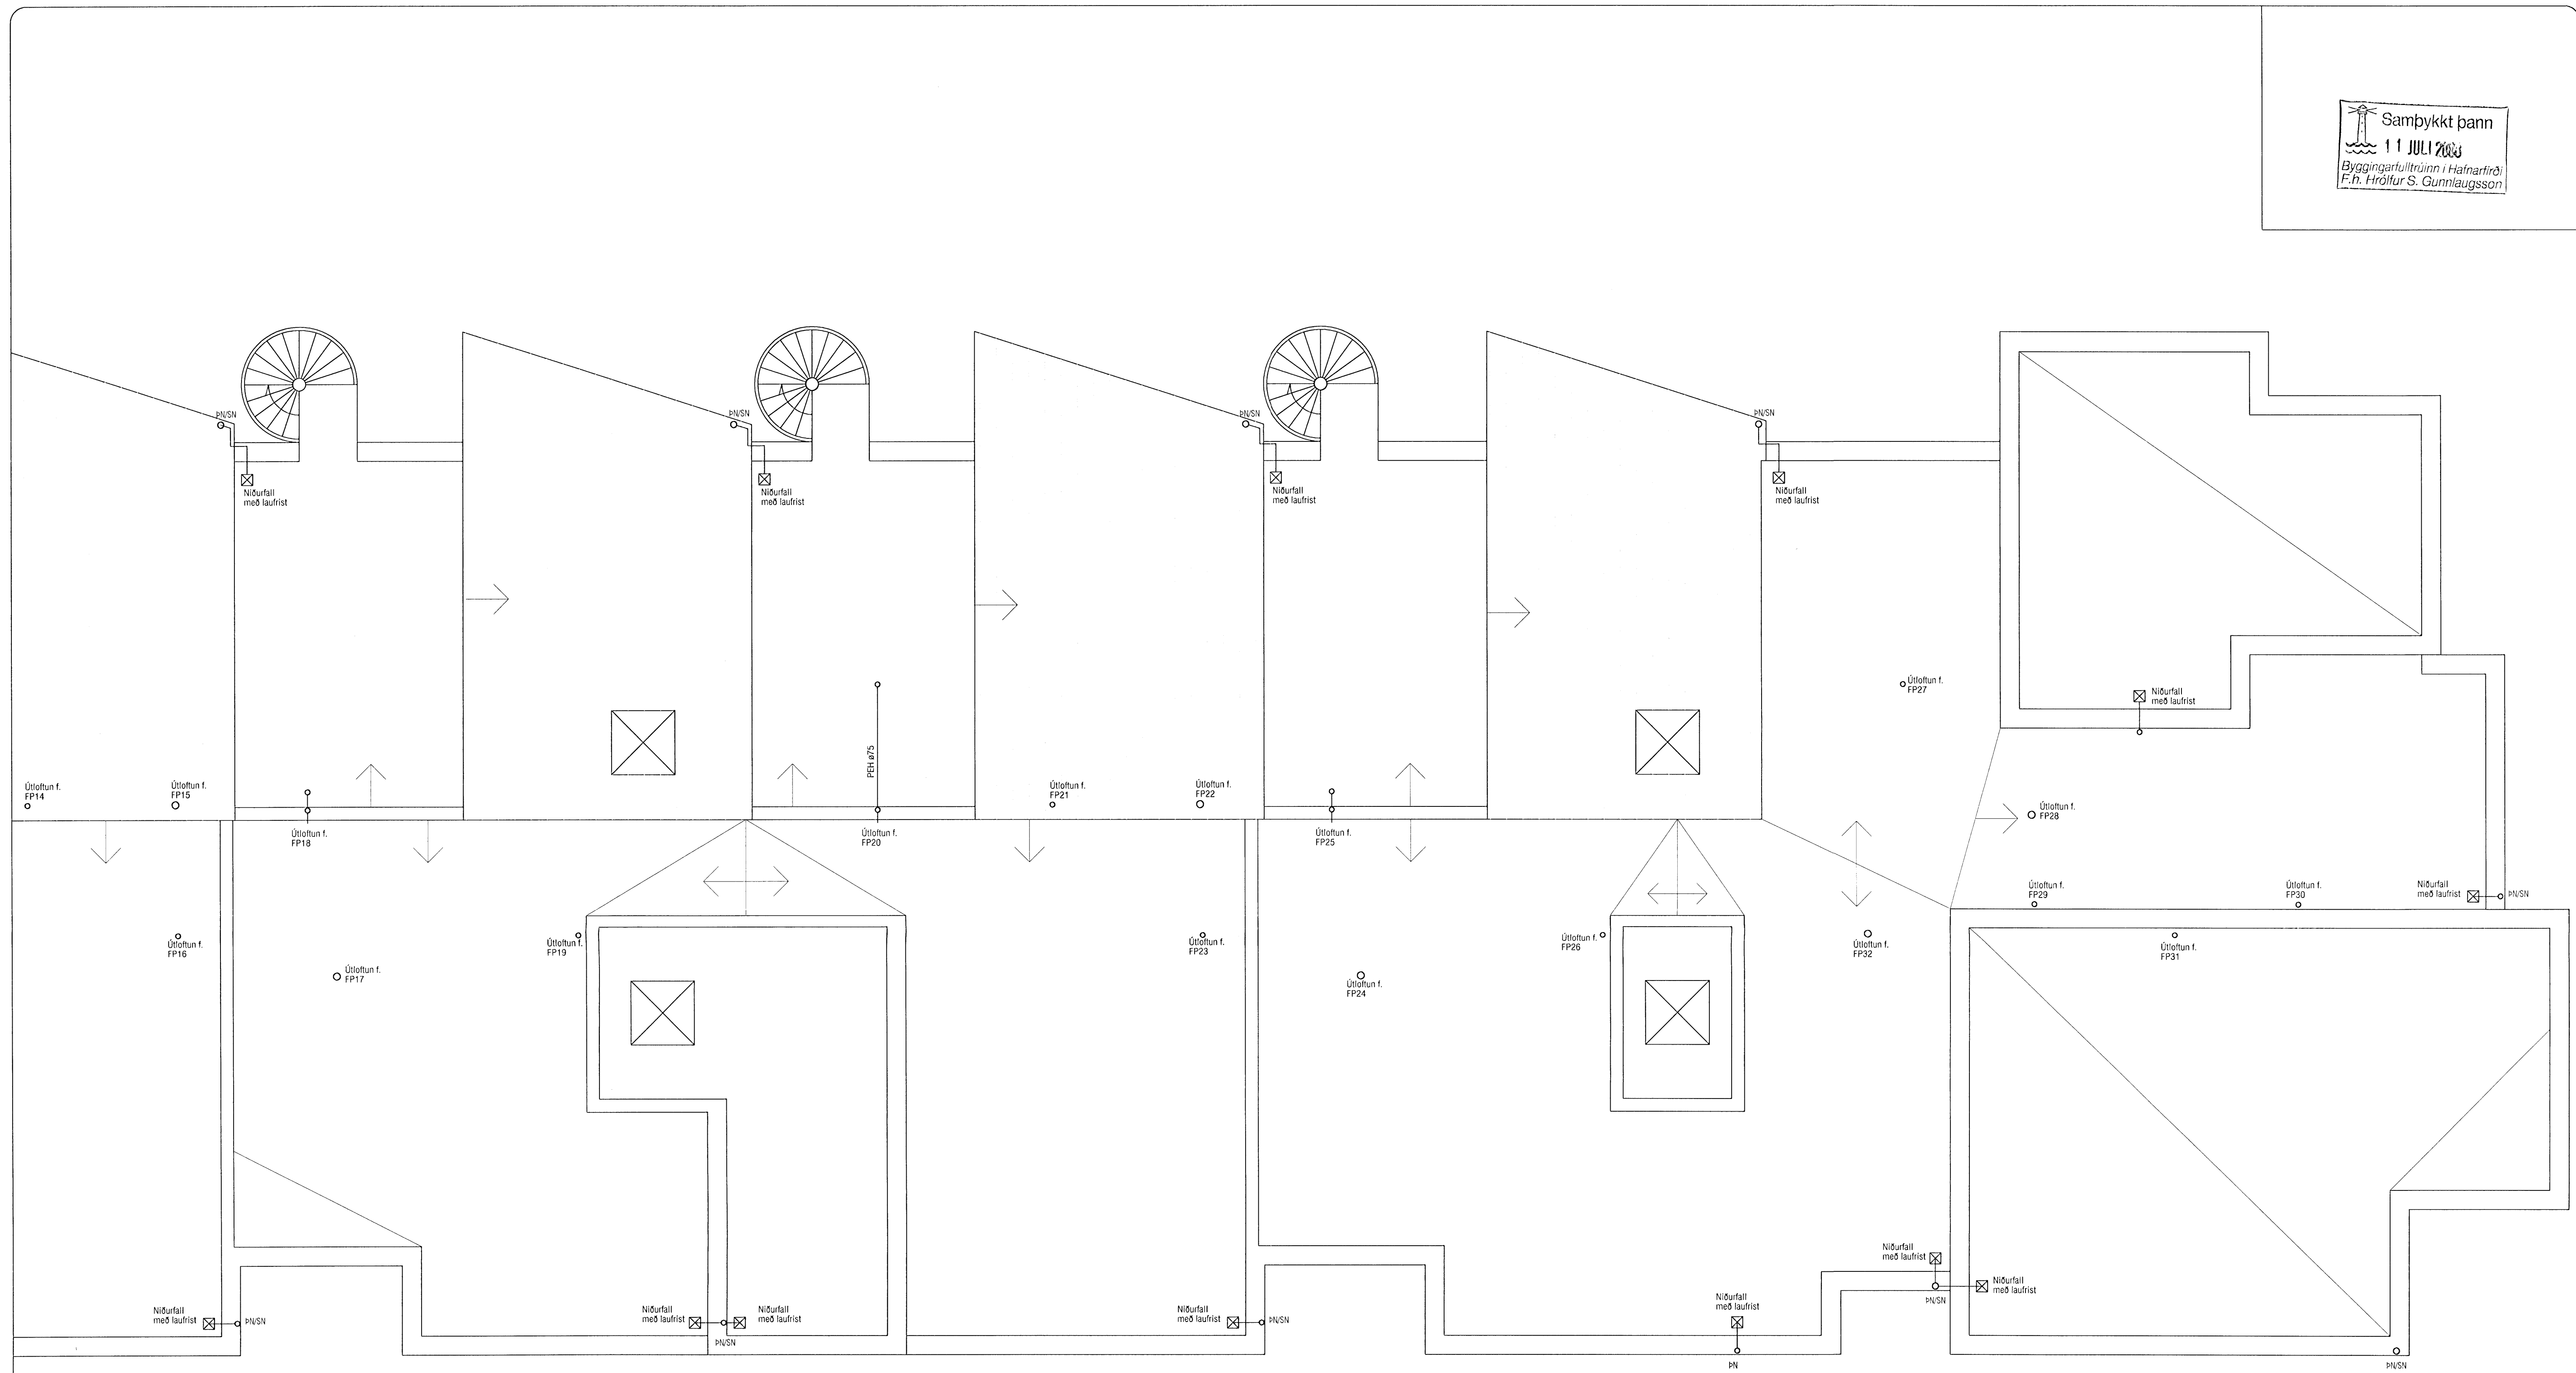 Samþykkt þann
11 JULI
Byggingarfulltrúinn í Hafnarfirði
F.h. Hrólfur S. Gunnlaugsson
ÞN/SN
ÞN/SN
ÞN/SN
ÞN/SN
Niðurfall
með laufrist
Niðurfall
með laufrist
Niðurfall
með laufrist
Niðurfall
með laufrist
Útloftun f.
FP27
Niðurfall
með laufrist
PEH ø75
Útloftun f.
FP14
Útloftun f.
FP15
Útloftun f.
FP21
Útloftun f.
FP22
Útloftun f.
FP28
Útloftun f.
FP18
Útloftun f.
FP20
Útloftun f.
FP25
Útloftun f.
FP29
Útloftun f.
FP30
Niðurfall
með laufrist
ÞN/SN
Útloftun f.
FP16
Útloftun f.
FP19
Útloftun f.
FP23
Útloftun f.
FP26
Útloftun f.
FP32
Útloftun f.
FP31
Útloftun f.
FP17
Útloftun f.
FP24
Niðurfall
með laufrist
Niðurfall
með laufrist
ÞN/SN
Niðurfall
með laufrist
ÞN/SN
Niðurfall
með laufrist
Niðurfall
með laufrist
ÞN/SN
Niðurfall
með laufrist
ÞN/SN
Niðurfall
með laufrist
ÞN
ÞN/SN